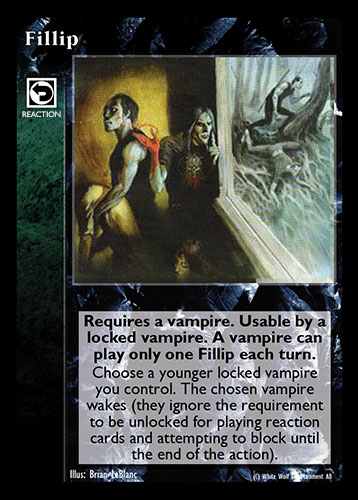 Fillip
REACTION
Requires a vampire. Usable by a
locked vampire. A vampire can
play only one Fillip each turn.
Choose a younger locked vampire
you control. The chosen vampire
wakes (they ignore the requirement
to be unlocked for playing reaction
cards and attempting to block until
the end of the action).
Illus: Brian LeBlanc
(C) White Wolf Entertainment AB